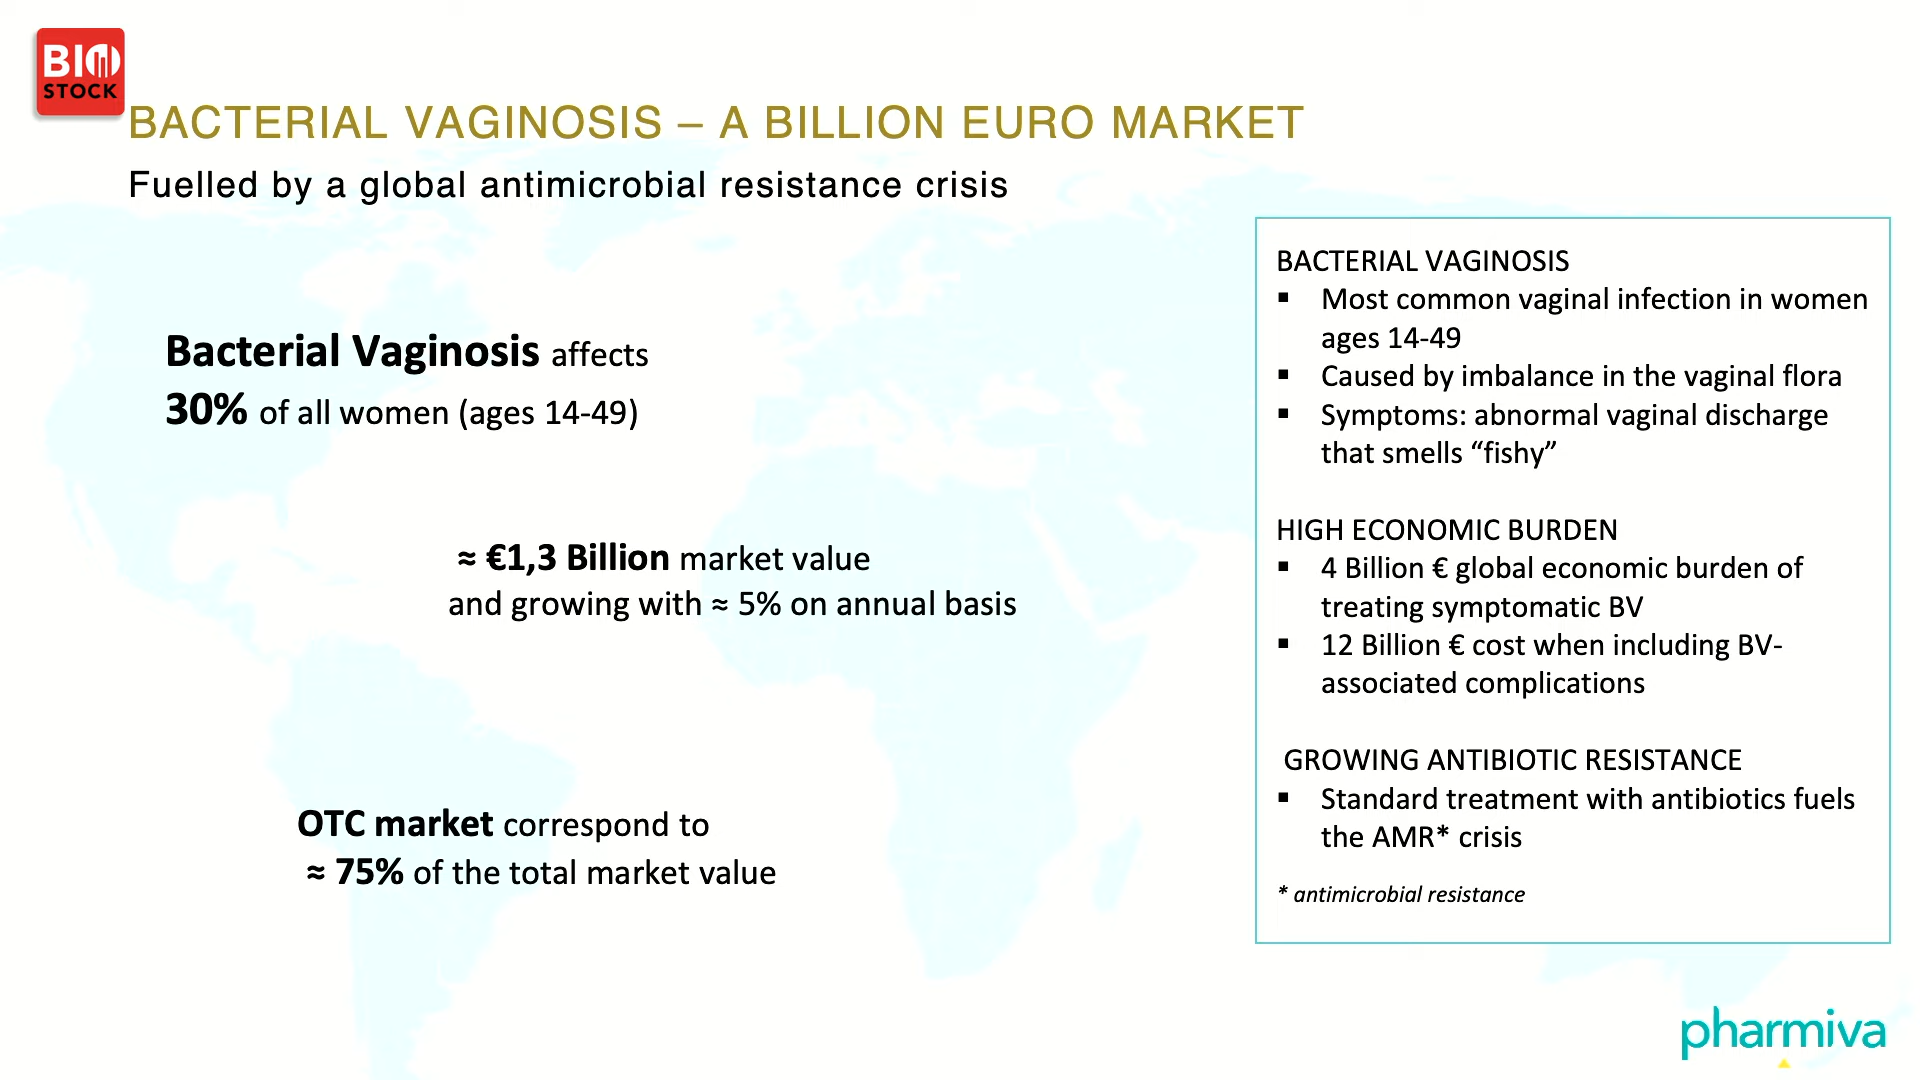 BIO
STOCK
BACTERIAL VAGINOSIS – A BILLION EURO MARKET
Fuelled by a global antimicrobial resistance crisis
Bacterial Vaginosis affects
30% of all women (ages 14-49)
≈ €1,3 Billion market value
and growing with ≈ 5% on annual basis
OTC market correspond to
≈ 75% of the total market value
BACTERIAL VAGINOSIS
▪ Most common vaginal infection in women
ages 14-49
▪ Caused by imbalance in the vaginal flora
▪ Symptoms: abnormal vaginal discharge
that smells “fishy”
HIGH ECONOMIC BURDEN
▪ 4 Billion € global economic burden of
treating symptomatic BV
▪ 12 Billion € cost when including BV-
associated complications
GROWING ANTIBIOTIC RESISTANCE
▪ Standard treatment with antibiotics fuels
the AMR* crisis
* antimicrobial resistance
pharmiva